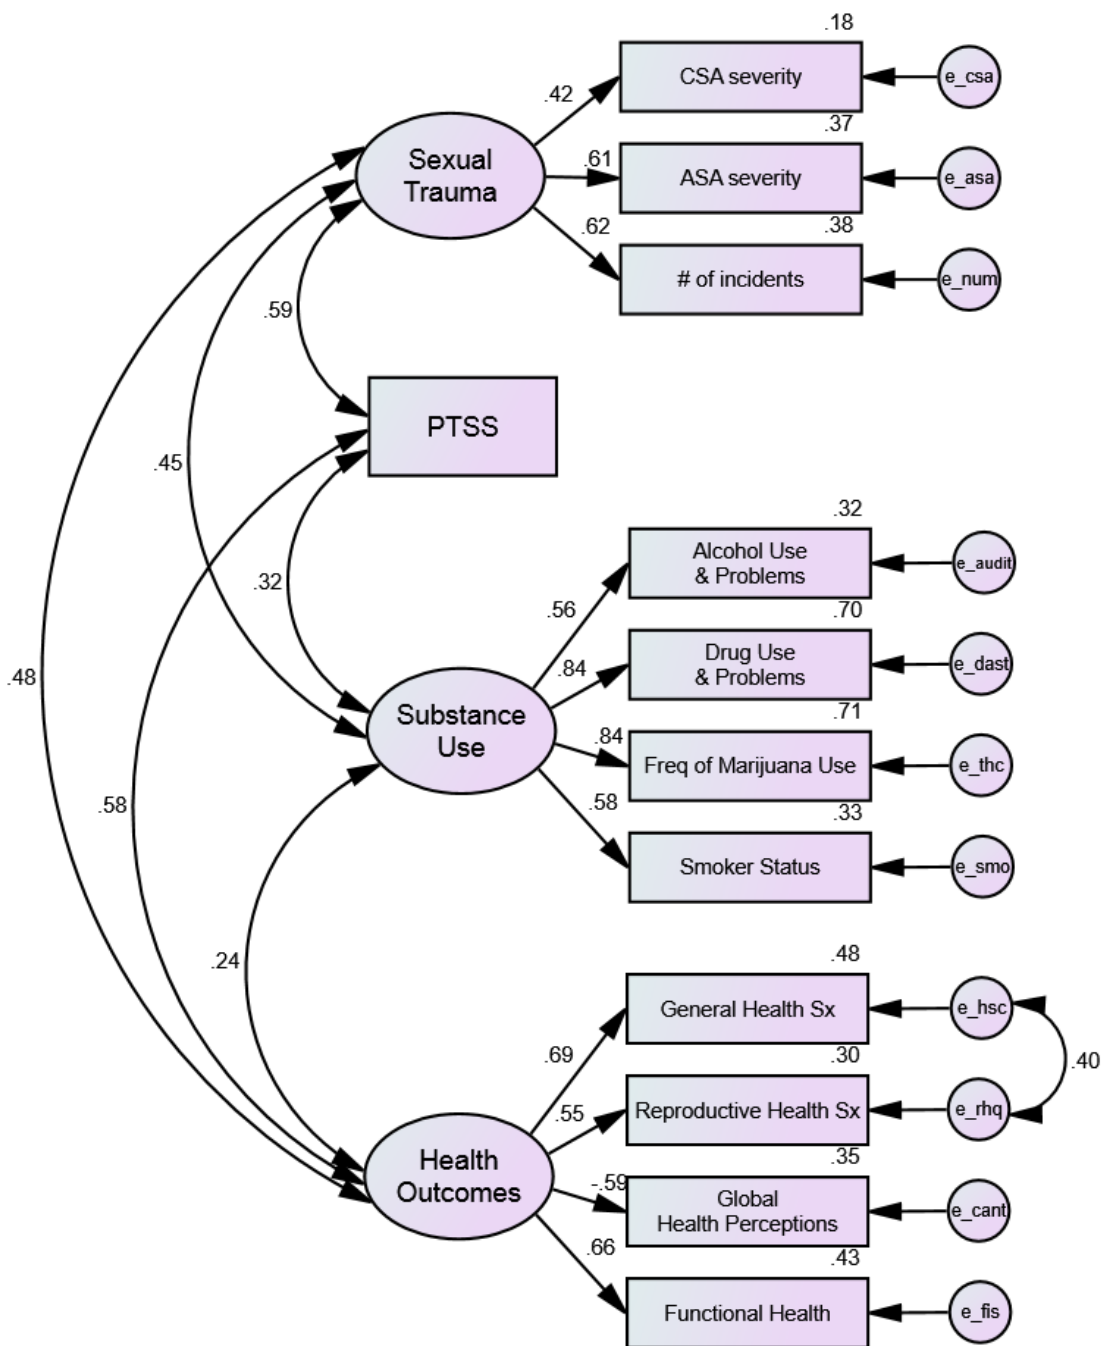 .18
CSA severity
e_csa
.42
Sexual
Trauma
.37
.61
ASA severity
e_asa
.38
.62
# of incidents
e_num
.59
PTSS
.45
.32
Alcohol Use
& Problems
e_audit
.32
.56
.70
Drug Use
& Problems
e_dast
.84
.48
Substance
Use
.71
.84
Freq of Marijuana Use
e_thc
.58
.58
.33
Smoker Status
e_smo
.24
.48
General Health Sx
e_hsc
.69
.30
.40
.55
Reproductive Health Sx
e_rhq
Health
Outcomes
.35
-.59
Global
Health Perceptions
e_cant
.66
.43
Functional Health
e_fis